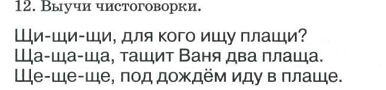 12. Выучи чистоговорки.
Щи-щи-щи, для кого ищу плащи?
Ща-ща-ща, тащит Ваня два плаща.
Ще-ще-ще, под дождём иду в плаще.